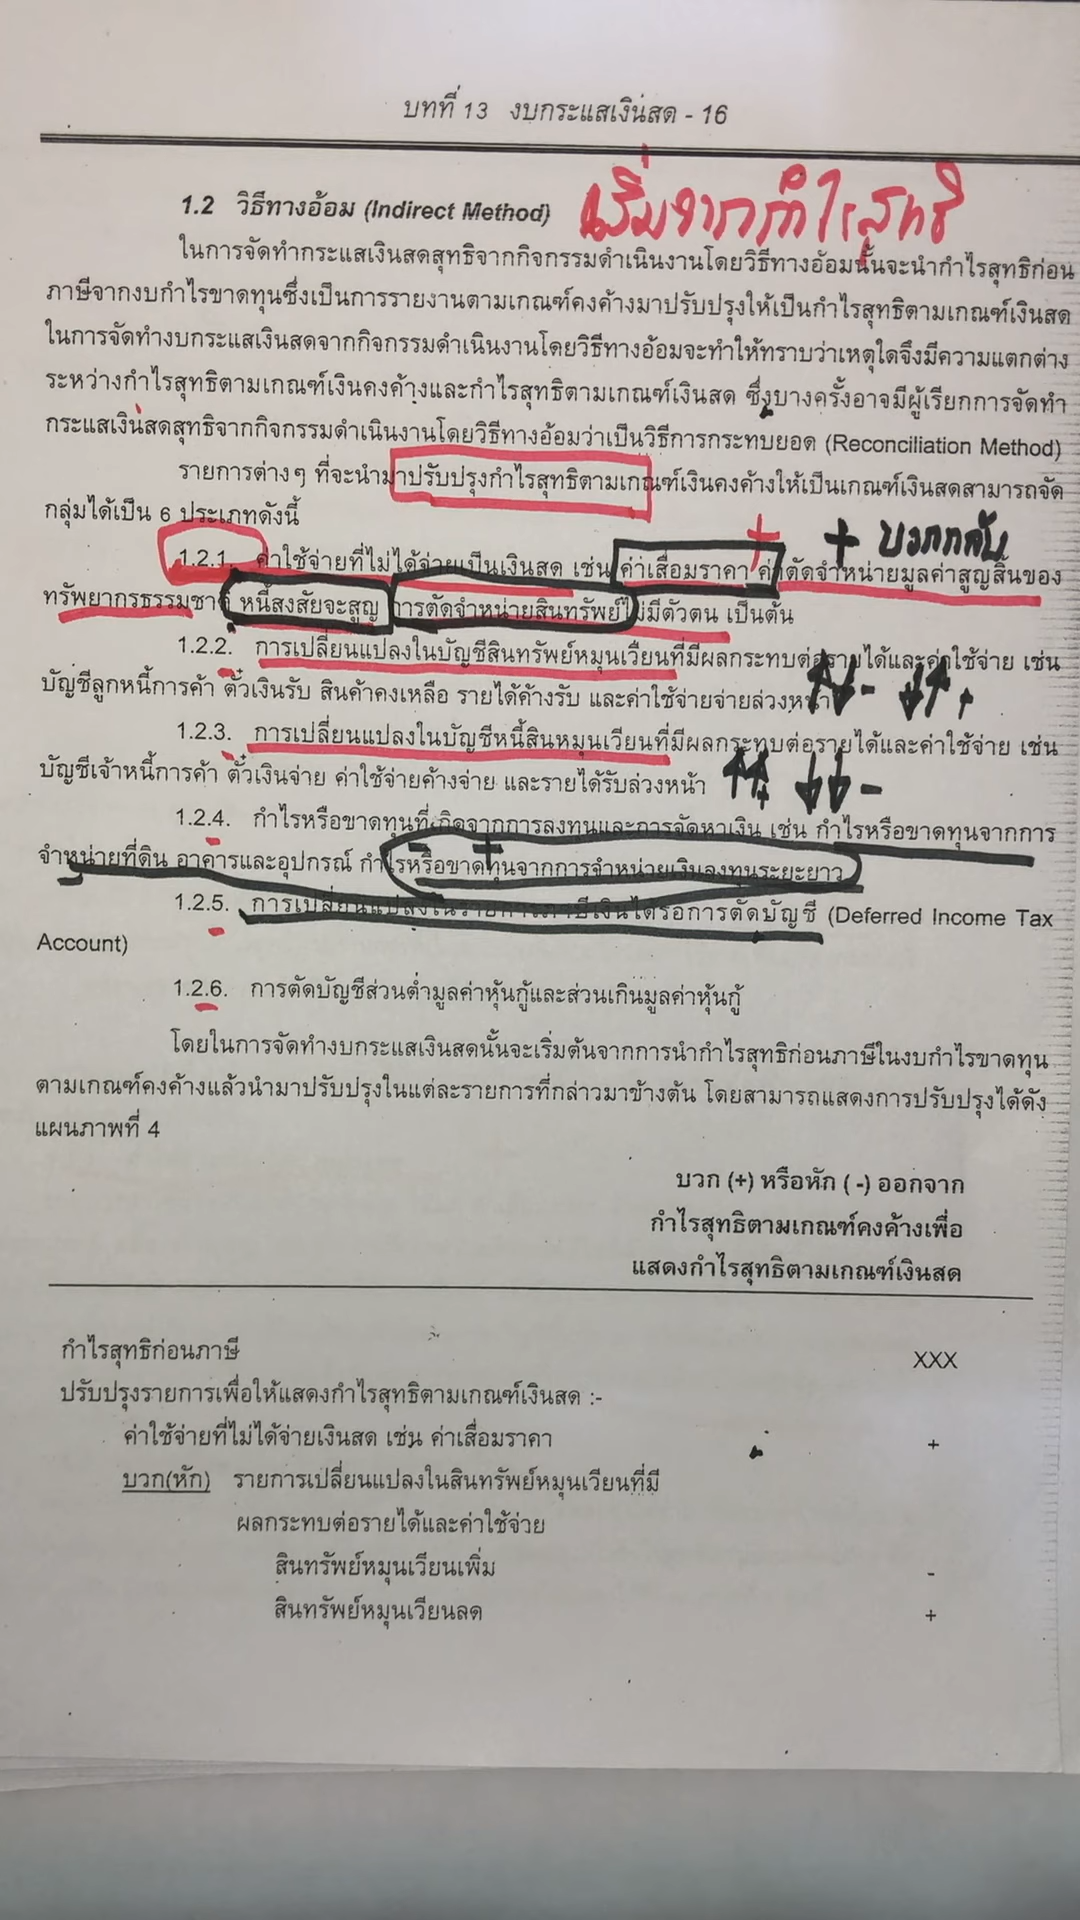 บทที่ 13 งบกระแสเงินสด - 16
1.2 วิธีทางอ้อม (Indirect Method) เริ่มจากกำไรสุทธิ
ในการจัดทำกระแสเงินสดสุทธิจากกิจกรรมดำเนินงานโดยวิธีทางอ้อมนั้นจะนำกำไรสุทธิก่อน
ภาษีจากงบกำไรขาดทุนซึ่งเป็นการรายงานตามเกณฑ์คงค้างมาปรับปรุงให้เป็นกำไรสุทธิตามเกณฑ์เงินสด
ในการจัดทำงบกระแสเงินสดจากกิจกรรมดำเนินงานโดยวิธีทางอ้อมจะทำให้ทราบว่าเหตุใดจึงมีความแตกต่าง
ระหว่างกำไรสุทธิตามเกณฑ์เงินคงค้างและกำไรสุทธิตามเกณฑ์เงินสด ซึ่งบางครั้งอาจมีผู้เรียกการจัดทำ
กระแสเงินสดสุทธิจากกิจกรรมดำเนินงานโดยวิธีทางอ้อมว่าเป็นวิธีการกระทบยอด (Reconciliation Method)
รายการต่างๆ ที่จะนำมาปรับปรุงกำไรสุทธิตามเกณฑ์เงินคงค้างให้เป็นเกณฑ์เงินสดสามารถจัด
กลุ่มได้เป็น 6 ประเภทดังนี้
+ + บวกกลับ
1.2.1. ค่าใช้จ่ายที่ไม่ได้จ่ายเป็นเงินสด เช่น ค่าเสื่อมราคา ค่าตัดจำหน่ายมูลค่าสูญสิ้นของ
ทรัพยากรธรรมชาติ หนี้สงสัยจะสูญ การตัดจำหน่ายสินทรัพย์ไม่มีตัวตน เป็นต้น
1.2.2. การเปลี่ยนแปลงในบัญชีสินทรัพย์หมุนเวียนที่มีผลกระทบต่อรายได้และค่าใช้จ่าย เช่น
บัญชีลูกหนี้การค้า ตั๋วเงินรับ สินค้าคงเหลือ รายได้ค้างรับ และค่าใช้จ่ายจ่ายล่วงหน้า ↑↓ - ↓↑ +
1.2.3. การเปลี่ยนแปลงในบัญชีหนี้สินหมุนเวียนที่มีผลกระทบต่อรายได้และค่าใช้จ่าย เช่น
บัญชีเจ้าหนี้การค้า ตั๋วเงินจ่าย ค่าใช้จ่ายค้างจ่าย และรายได้รับล่วงหน้า ↑↑ + ↓↓ -
1.2.4. กำไรหรือขาดทุนที่เกิดจากการลงทุนและการจัดหาเงิน เช่น กำไรหรือขาดทุนจากการ
- +
จำหน่ายที่ดิน อาคารและอุปกรณ์ กำไรหรือขาดทุนจากการจำหน่ายเงินลงทุนระยะยาว
1.2.5. การเปลี่ยนแปลงในรายการภาษีเงินได้รอการตัดบัญชี (Deferred Income Tax
Account)
1.2.6. การตัดบัญชีส่วนต่ำมูลค่าหุ้นกู้และส่วนเกินมูลค่าหุ้นกู้
โดยในการจัดทำงบกระแสเงินสดนั้นจะเริ่มต้นจากการนำกำไรสุทธิก่อนภาษีในงบกำไรขาดทุน
ตามเกณฑ์คงค้างแล้วนำมาปรับปรุงในแต่ละรายการที่กล่าวมาข้างต้น โดยสามารถแสดงการปรับปรุงได้ดัง
แผนภาพที่ 4
บวก (+) หรือหัก ( -) ออกจาก
กำไรสุทธิตามเกณฑ์คงค้างเพื่อ
แสดงกำไรสุทธิตามเกณฑ์เงินสด
กำไรสุทธิก่อนภาษี XXX
ปรับปรุงรายการเพื่อให้แสดงกำไรสุทธิตามเกณฑ์เงินสด :-
ค่าใช้จ่ายที่ไม่ได้จ่ายเงินสด เช่น ค่าเสื่อมราคา +
บวก(หัก) รายการเปลี่ยนแปลงในสินทรัพย์หมุนเวียนที่มี
ผลกระทบต่อรายได้และค่าใช้จ่าย
สินทรัพย์หมุนเวียนเพิ่ม -
สินทรัพย์หมุนเวียนลด +